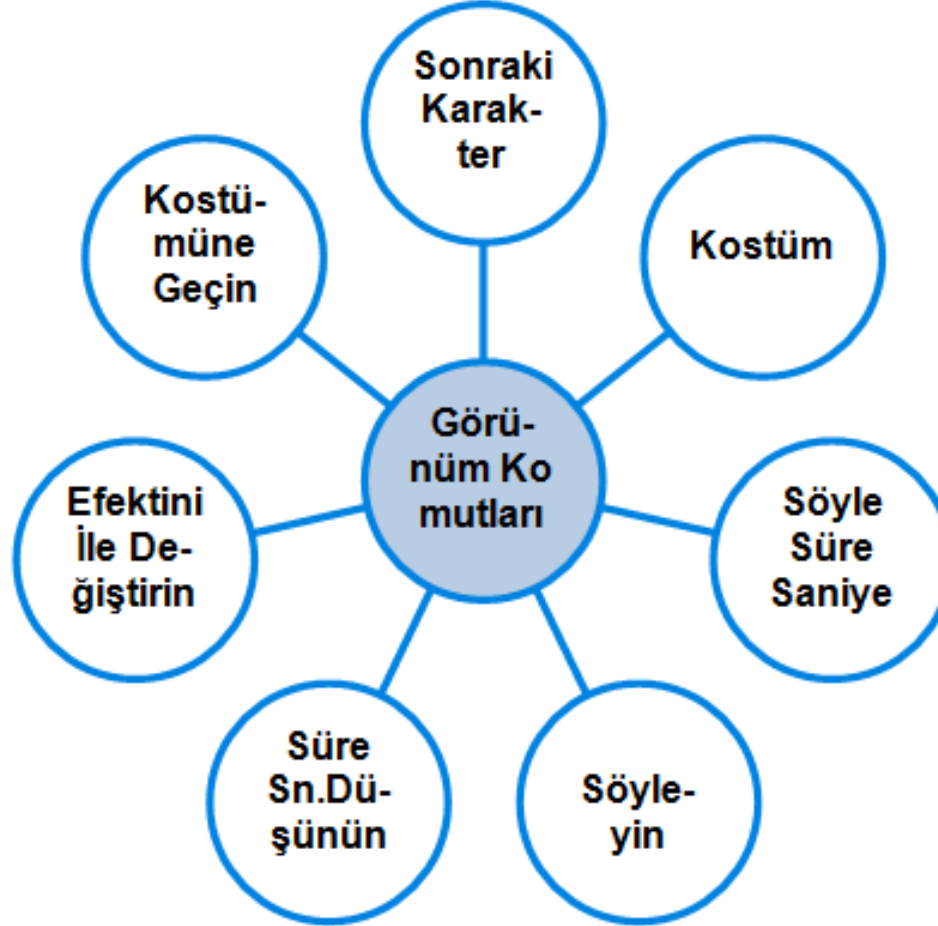 Sonraki
Karak-
ter
Kostüm
Söyle
Süre
Saniye
Söyle-
yin
Süre
Sn.Dü-
şünün
Efektini
İle De-
ğiştirin
Kostü-
müne
Geçin
Görü-
nüm Ko
mutları